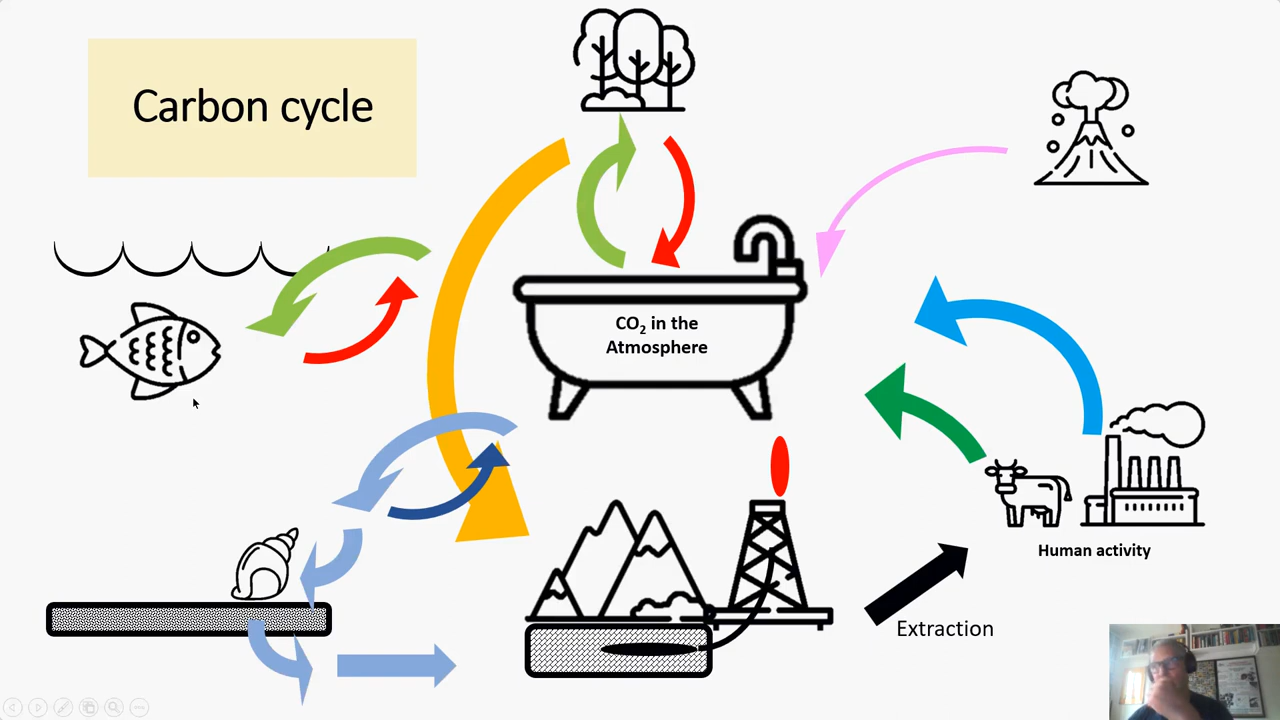 Carbon cycle
CO₂ in the
Atmosphere
Human activity
Extraction